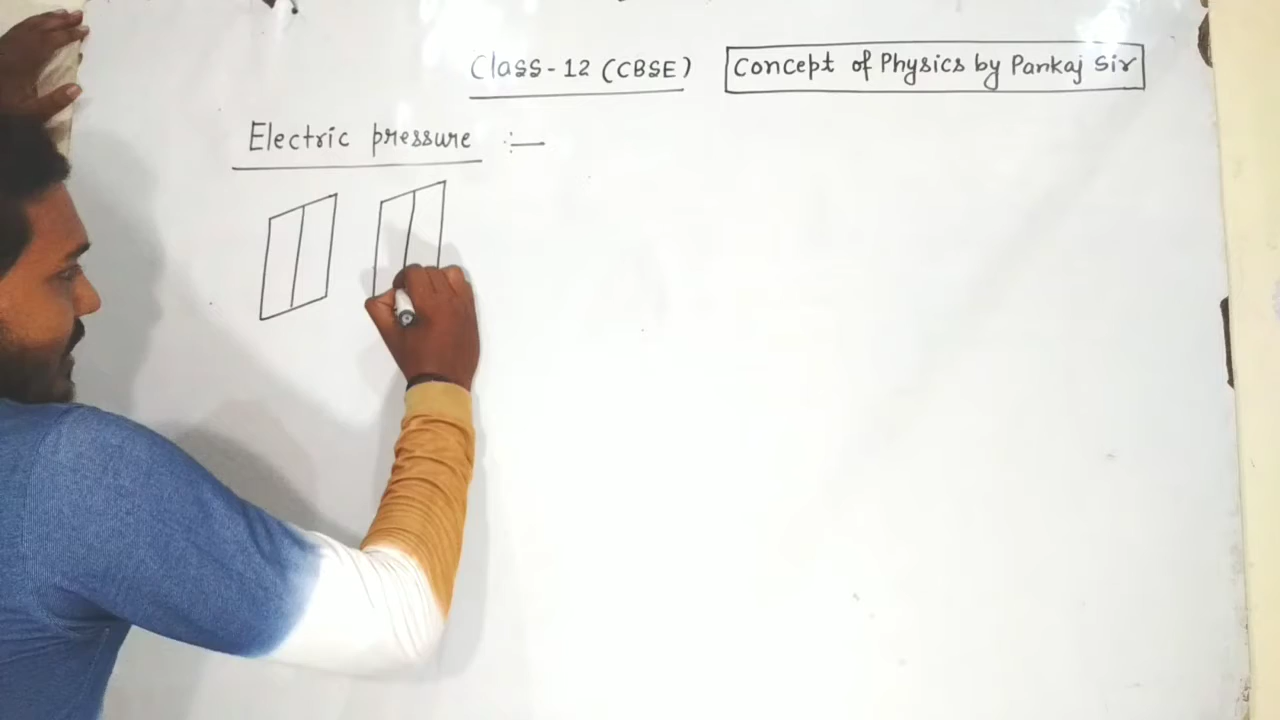 Class-12 (CBSE)
Concept of Physics by Pankaj Sir
Electric pressure :—